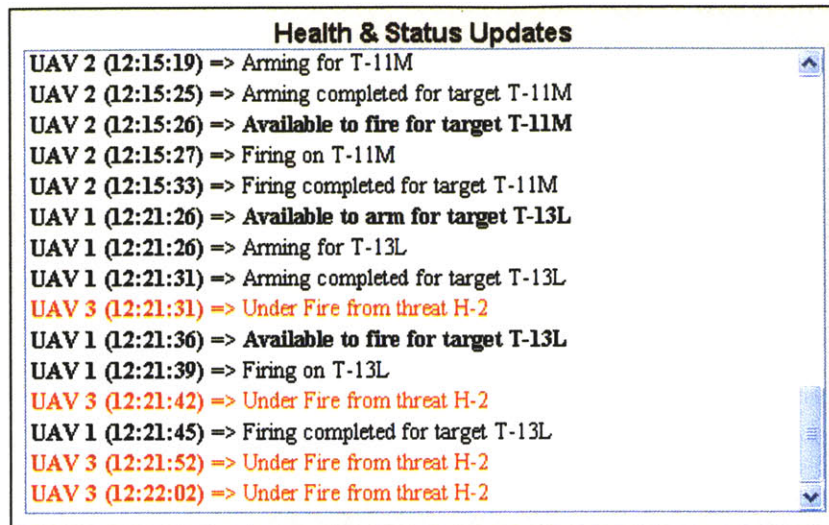 Health & Status Updates
UAV 2 (12:15:19) => Arming for T-11M
UAV 2 (12:15:25) => Arming completed for target T-11M
UAV 2 (12:15:26) => Available to fire for target T-11M
UAV 2 (12:15:27) => Firing on T-11M
UAV 2 (12:15:33) => Firing completed for target T-11M
UAV 1 (12:21:26) => Available to arm for target T-13L
UAV 1 (12:21:26) => Arming for T-13L
UAV 1 (12:21:31) => Arming completed for target T-13L
UAV 3 (12:21:31) => Under Fire from threat H-2
UAV 1 (12:21:36) => Available to fire for target T-13L
UAV 1 (12:21:39) => Firing on T-13L
UAV 3 (12:21:42) => Under Fire from threat H-2
UAV 1 (12:21:45) => Firing completed for target T-13L
UAV 3 (12:21:52) => Under Fire from threat H-2
UAV 3 (12:22:02) => Under Fire from threat H-2